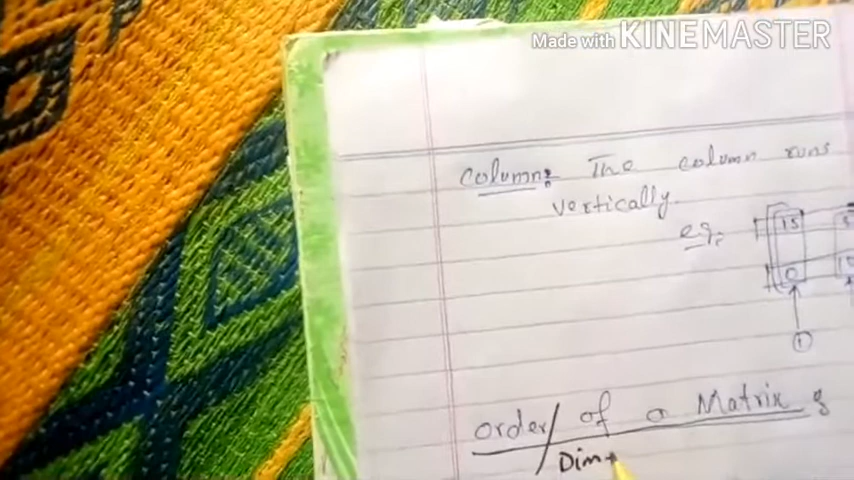 Made with KINEMASTER
Column: The column runs
vertically.
eg:
15
0
1
Order/ of a Matrix :
Dim